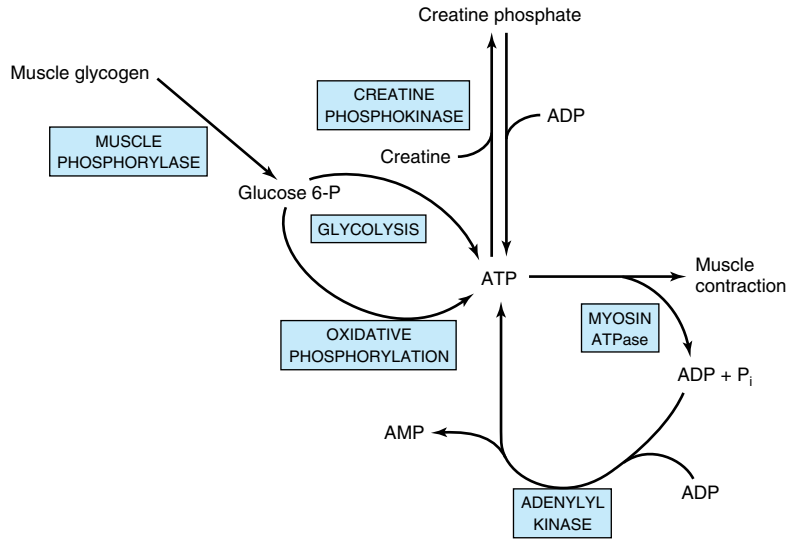 Creatine phosphate
Muscle glycogen
CREATINE
PHOSPHOKINASE
ADP
MUSCLE
PHOSPHORYLASE
Creatine
Glucose 6-P
GLYCOLYSIS
ATP
Muscle
contraction
MYOSIN
ATPase
OXIDATIVE
PHOSPHORYLATION
ADP + Pi
AMP
ADP
ADENYLYL
KINASE